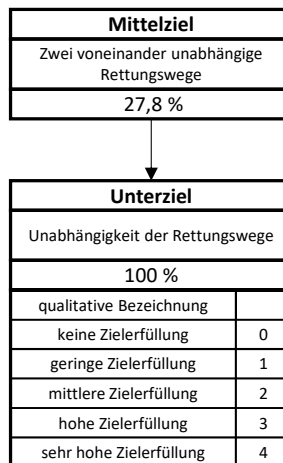 Mittelziel
Zwei voneinander unabhängige
Rettungswege
27,8 %
Unterziel
Unabhängigkeit der Rettungswege
100 %
qualitative Bezeichnung
keine Zielerfüllung 0
geringe Zielerfüllung 1
mittlere Zielerfüllung 2
hohe Zielerfüllung 3
sehr hohe Zielerfüllung 4